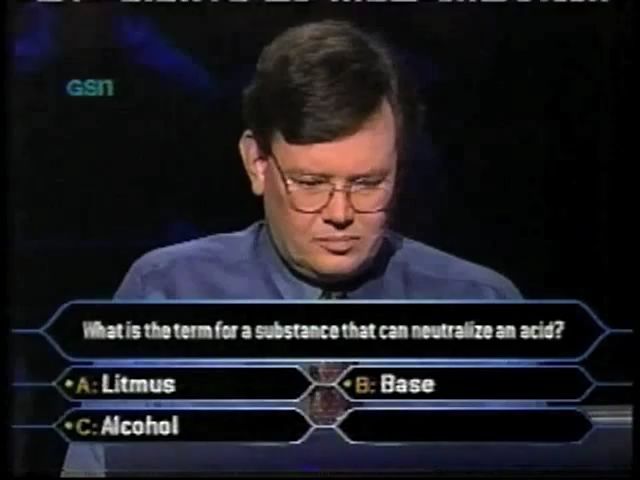 GSN
What is the term for a substance that can neutralize an acid?
A: Litmus
B: Base
C: Alcohol